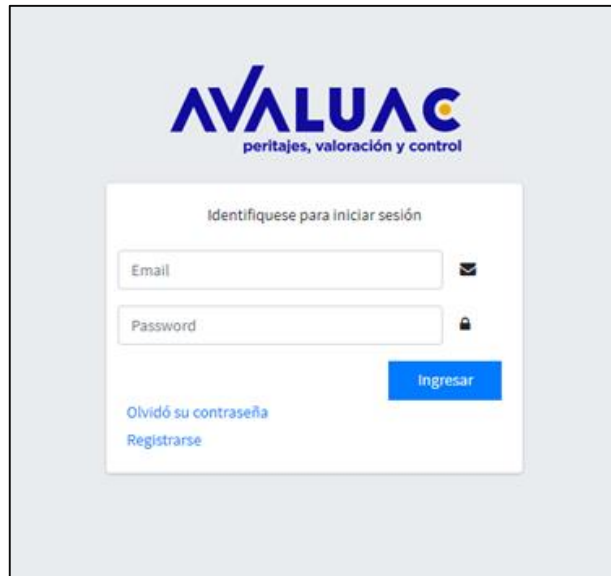 AVALUAC
peritajes, valoración y control
Identifiquese para iniciar sesión
Email
Password
Ingresar
Olvidó su contraseña
Registrarse